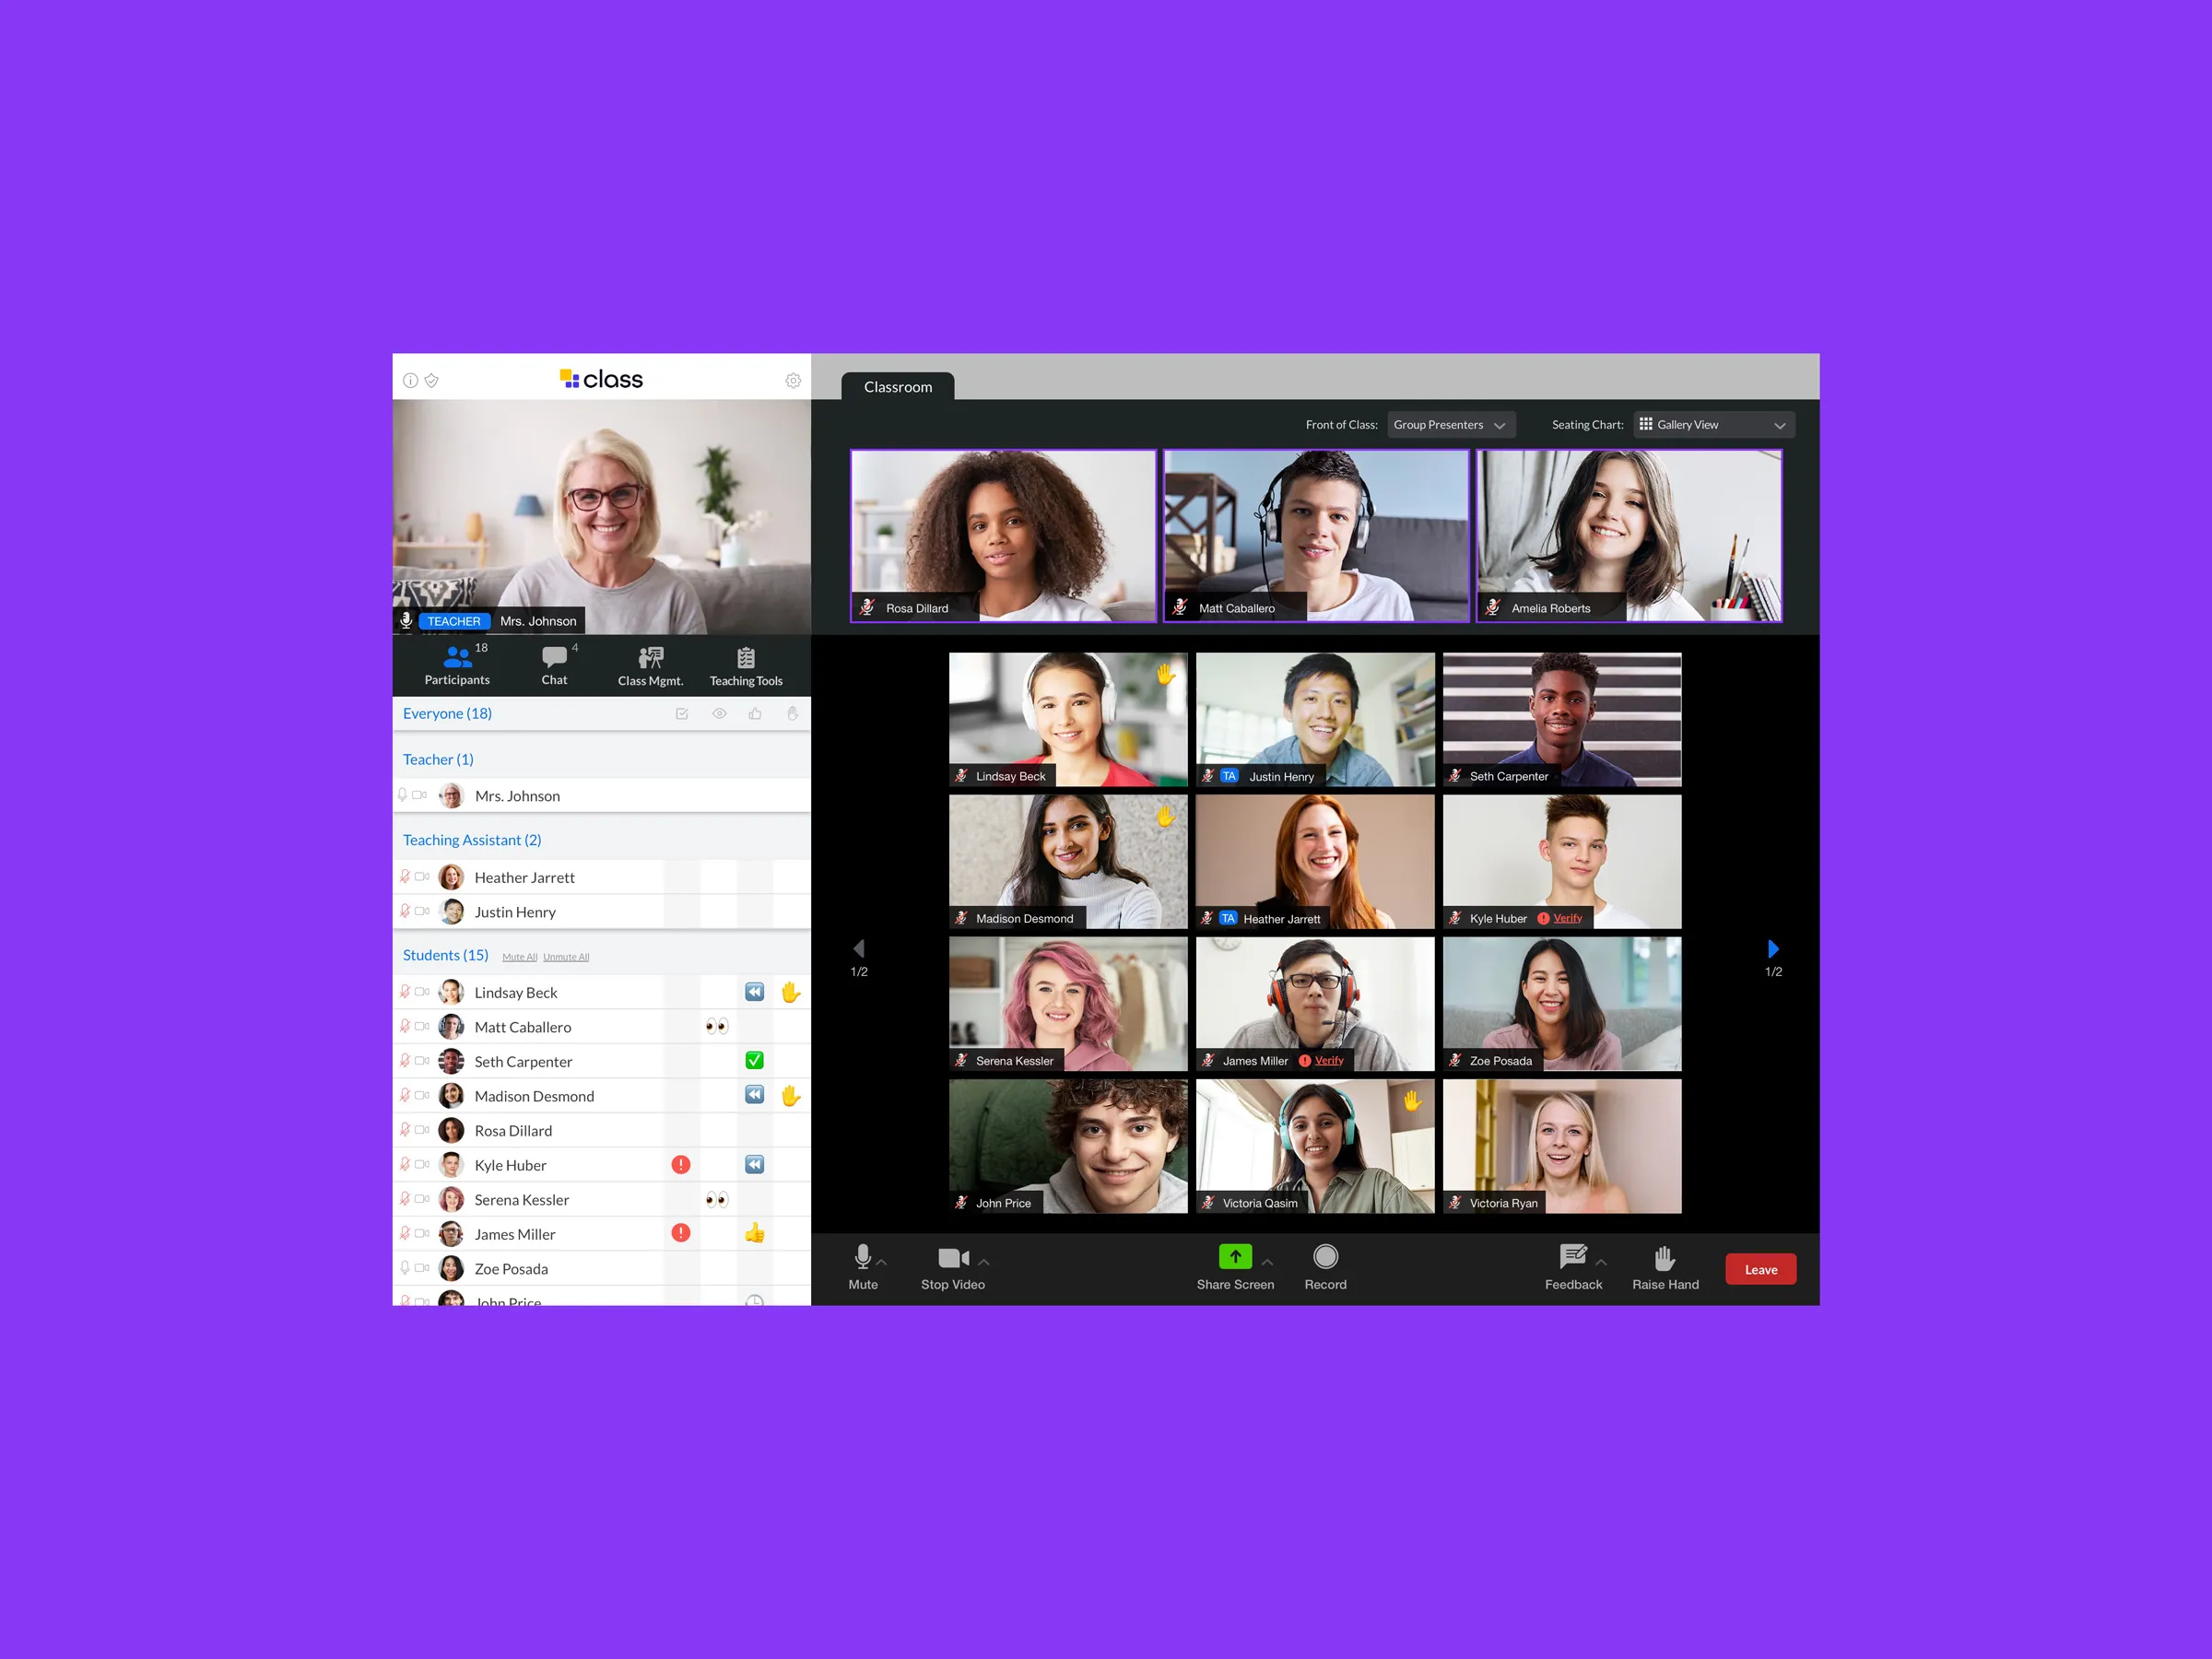 class
TEACHER Mrs. Johnson
18
Participants
4
Chat
Class Mgmt.
Teaching Tools
Everyone (18)
Teacher (1)
Mrs. Johnson
Teaching Assistant (2)
Heather Jarrett
Justin Henry
Students (15) Mute All Unmute All
Lindsay Beck
Matt Caballero
Seth Carpenter
Madison Desmond
Rosa Dillard
Kyle Huber
Serena Kessler
James Miller
Zoe Posada
John Price
Classroom
Front of Class: Group Presenters Seating Chart: Gallery View
Rosa Dillard
Matt Caballero
Amelia Roberts
Lindsay Beck
TA Justin Henry
Seth Carpenter
Madison Desmond
TA Heather Jarrett
Kyle Huber Verify
1/2
1/2
Serena Kessler
James Miller Verify
Zoe Posada
John Price
Victoria Qasim
Victoria Ryan
Mute
Stop Video
Share Screen
Record
Feedback
Raise Hand
Leave